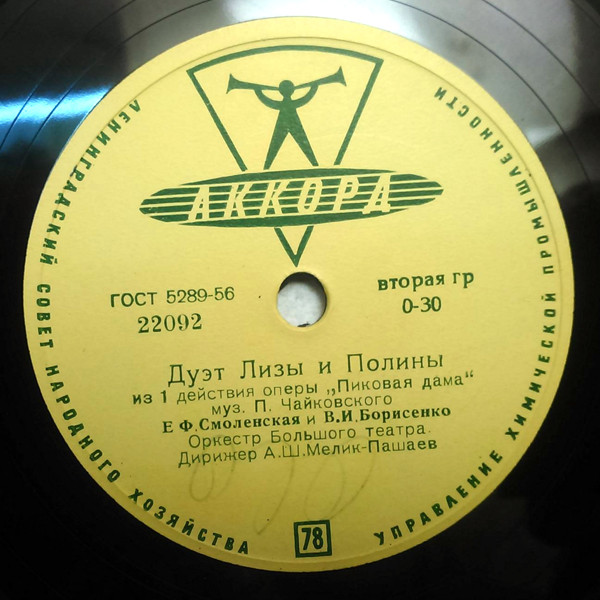 ЛЕНИНГРАДСКИЙ СОВЕТ НАРОДНОГО ХОЗЯЙСТВА
УПРАВЛЕНИЕ ХИМИЧЕСКОЙ ПРОМЫШЛЕННОСТИ
АККОРД
ГОСТ 5289-56
22092
вторая гр
0-30
Дуэт Лизы и Полины
из 1 действия оперы „Пиковая дама“
муз. П. Чайковского
Е Ф.Смоленская и В.И.Борисенко
Оркестр Большого театра.
Дирижер А.Ш.Мелик-Пашаев
78